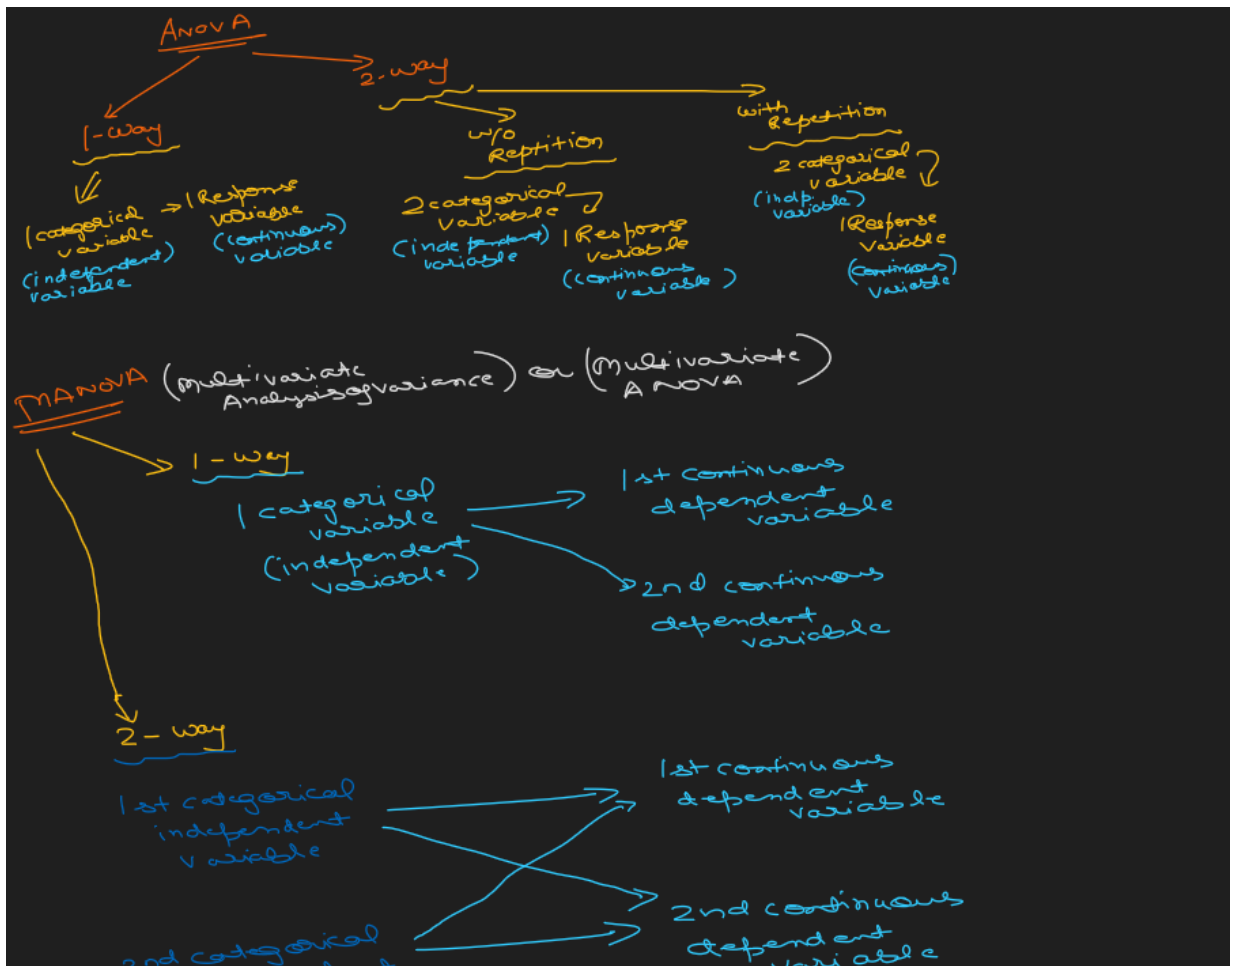 ANOVA
2-way
1-way
w/o
Reptition
with
Repetition
1 categorical
variable
(independent)
variable
1 Response
variable
(continuous)
variable
2 categorical
variable
(independent)
variable
1 Response
variable
(continuous
variable)
2 categorical
variable
(indp.
variable)
1 Response
variable
(continuous)
variable
MANOVA
(Multivariate
Analysis of variance) or (Multivariate
ANOVA)
1-way
1 categorical
variable
(independent
variable)
1st continuous
dependent
variable
2nd continuous
dependent
variable
2-way
1st categorical
independent
variable
1st continuous
dependent
variable
2nd categorical
2nd continuous
dependent
variable